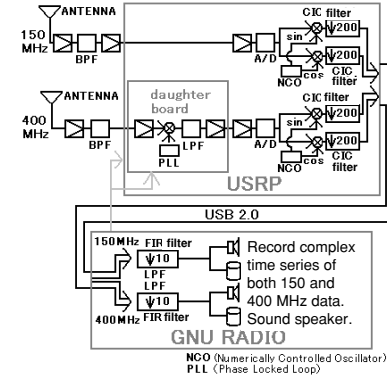 ANTENNA
CIC filter
150
MHz
sin
↓200
BPF
A/D
↓200
NCO
cos
CIC
filter
ANTENNA
daughter
board
CIC filter
400
MHz
sin
↓200
BPF
LPF
A/D
↓200
PLL
NCO
cos
CIC
filter
USRP
USB 2.0
150MHz
FIR filter
↓10
LPF
LPF
↓10
400MHz
FIR filter
Record complex
time series of
both 150 and
400 MHz data.
Sound speaker.
GNU RADIO
NCO (Numerically Controlled Oscillator)
PLL (Phase Locked Loop)